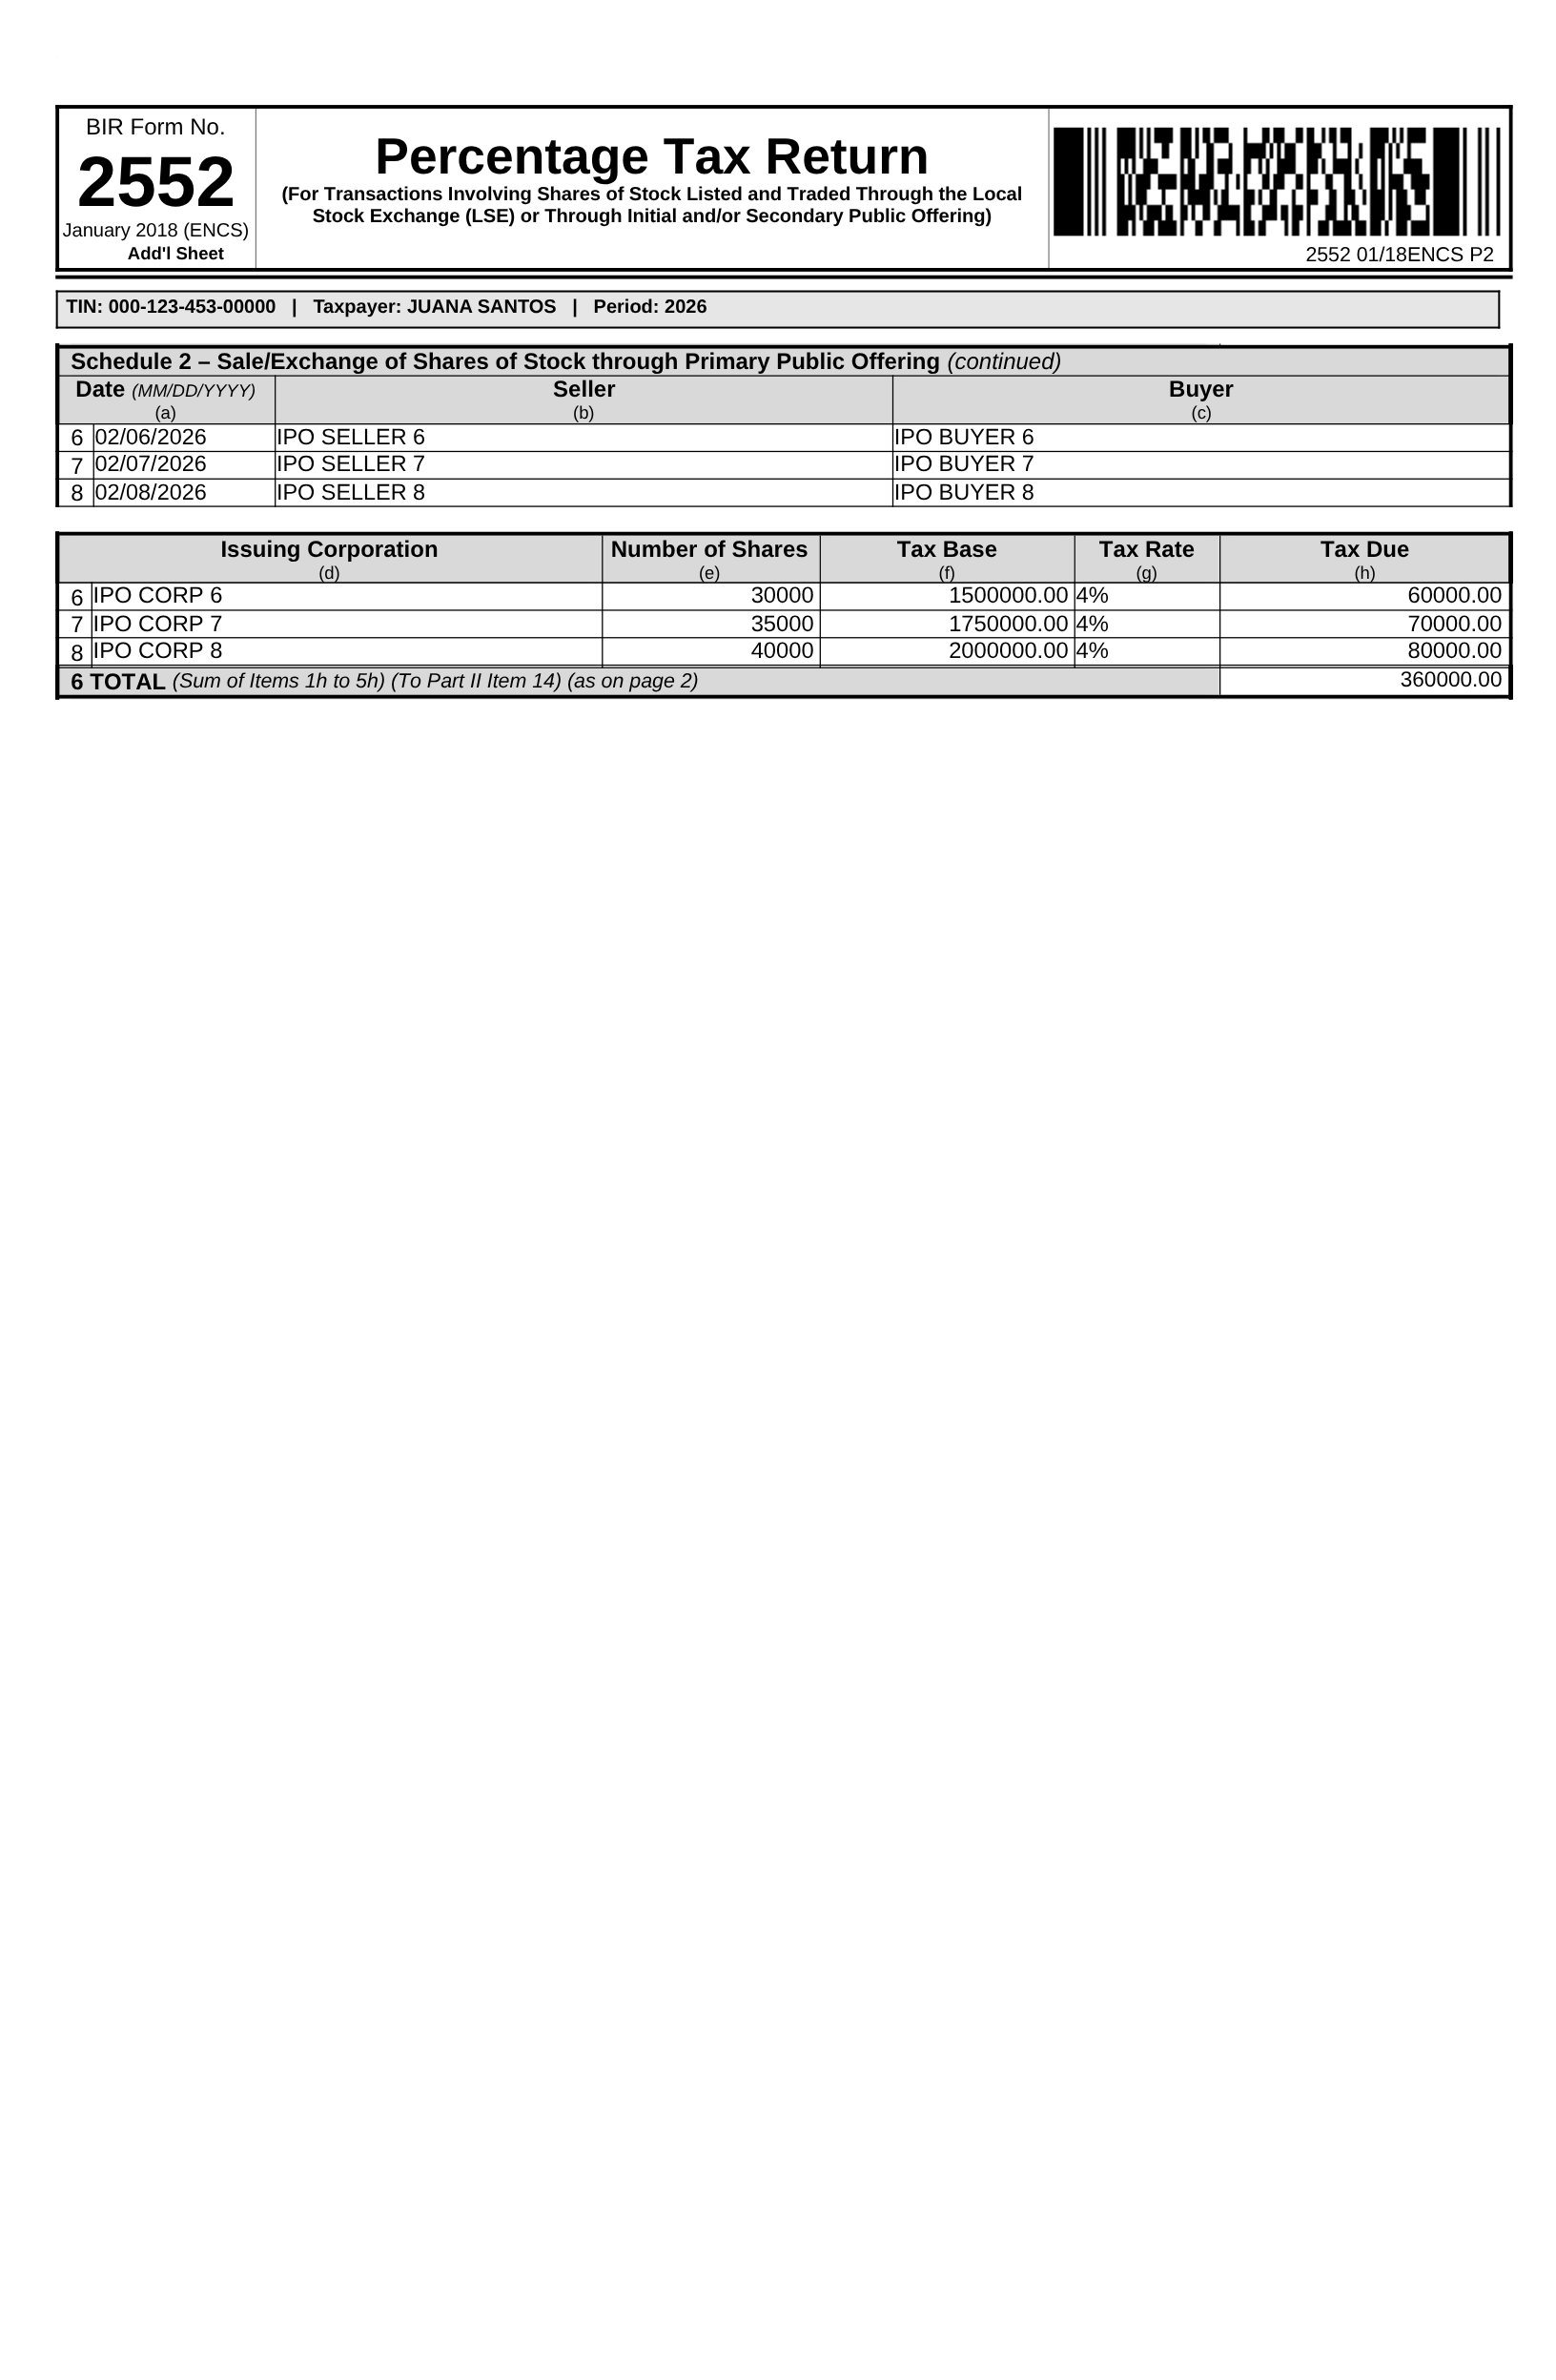 BIR Form No.
2552
January 2018 (ENCS)
Add'l Sheet
Percentage Tax Return
(For Transactions Involving Shares of Stock Listed and Traded Through the Local
Stock Exchange (LSE) or Through Initial and/or Secondary Public Offering)
2552 01/18ENCS P2
TIN: 000-123-453-00000 | Taxpayer: JUANA SANTOS | Period: 2026
Schedule 2 – Sale/Exchange of Shares of Stock through Primary Public Offering (continued)
Date (MM/DD/YYYY) Seller Buyer
(a) (b) (c)
6 02/06/2026 IPO SELLER 6 IPO BUYER 6
7 02/07/2026 IPO SELLER 7 IPO BUYER 7
8 02/08/2026 IPO SELLER 8 IPO BUYER 8
Issuing Corporation Number of Shares Tax Base Tax Rate Tax Due
(d) (e) (f) (g) (h)
6 IPO CORP 6 30000 1500000.00 4% 60000.00
7 IPO CORP 7 35000 1750000.00 4% 70000.00
8 IPO CORP 8 40000 2000000.00 4% 80000.00
6 TOTAL (Sum of Items 1h to 5h) (To Part II Item 14) (as on page 2) 360000.00